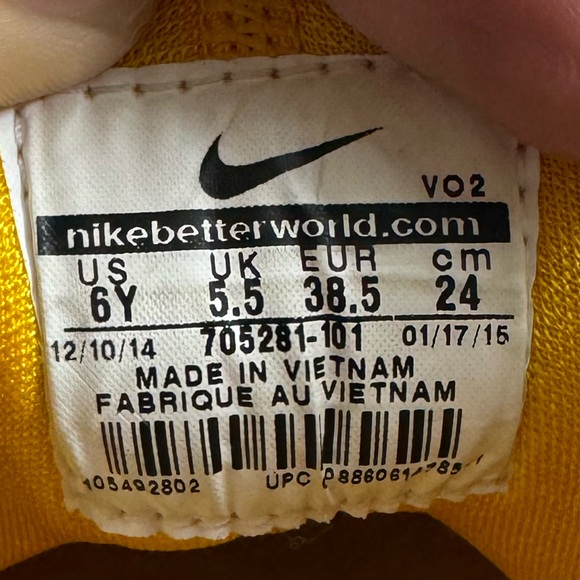 VO2
nikebetterworld.com
US UK EUR cm
6Y 5.5 38.5 24
12/10/14 705281-101 01/17/15
MADE IN VIETNAM
FABRIQUE AU VIETNAM
UPC